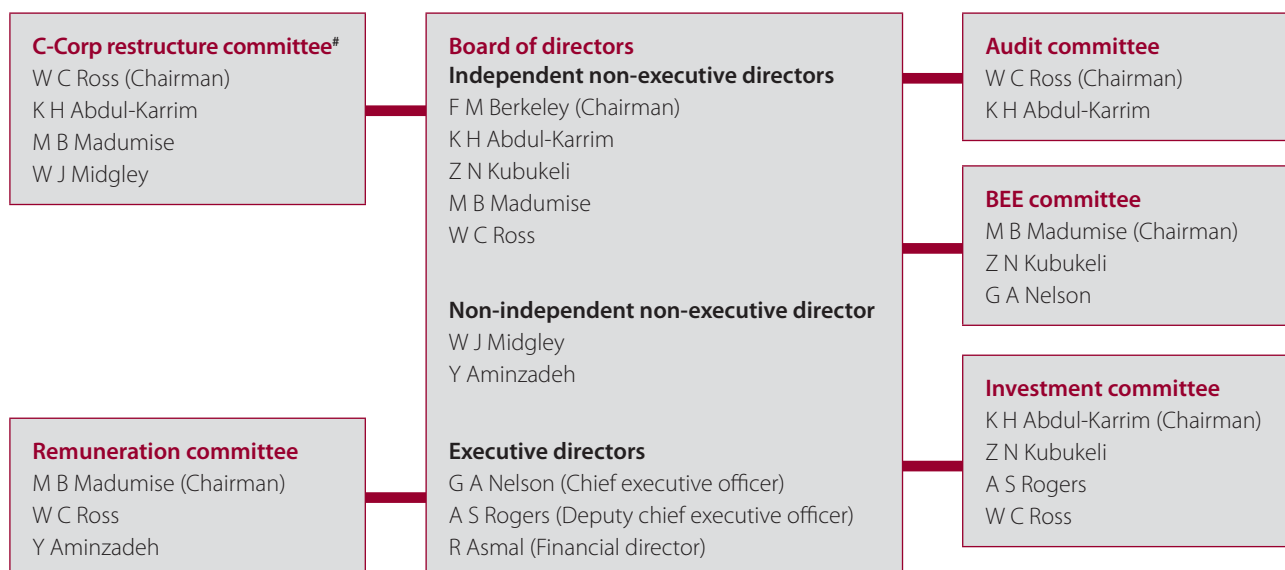 C-Corp restructure committee#
W C Ross (Chairman)
K H Abdul-Karrim
M B Madumise
W J Midgley
Remuneration committee
M B Madumise (Chairman)
W C Ross
Y Aminzadeh
Board of directors
Independent non-executive directors
F M Berkeley (Chairman)
K H Abdul-Karrim
Z N Kubukeli
M B Madumise
W C Ross
Non-independent non-executive director
W J Midgley
Y Aminzadeh
Executive directors
G A Nelson (Chief executive officer)
A S Rogers (Deputy chief executive officer)
R Asmal (Financial director)
Audit committee
W C Ross (Chairman)
K H Abdul-Karrim
BEE committee
M B Madumise (Chairman)
Z N Kubukeli
G A Nelson
Investment committee
K H Abdul-Karrim (Chairman)
Z N Kubukeli
A S Rogers
W C Ross